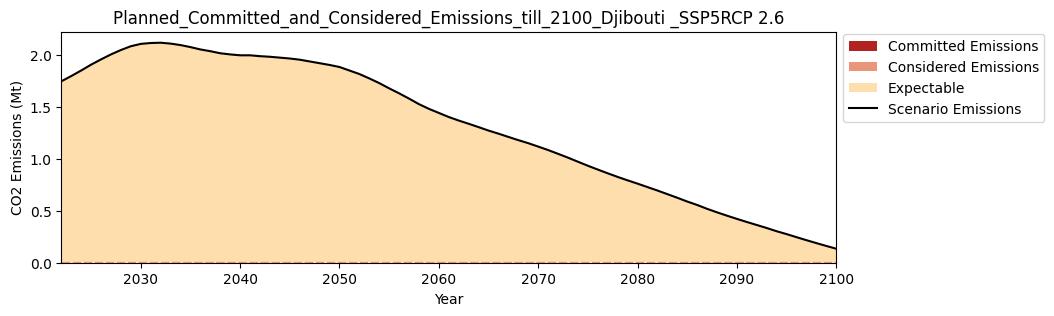 Planned_Committed_and_Considered_Emissions_till_2100_Djibouti _SSP5RCP 2.6
Committed Emissions
Considered Emissions
Expectable
Scenario Emissions
CO2 Emissions (Mt)
2.0
1.5
1.0
0.5
0.0
2030 2040 2050 2060 2070 2080 2090 2100
Year